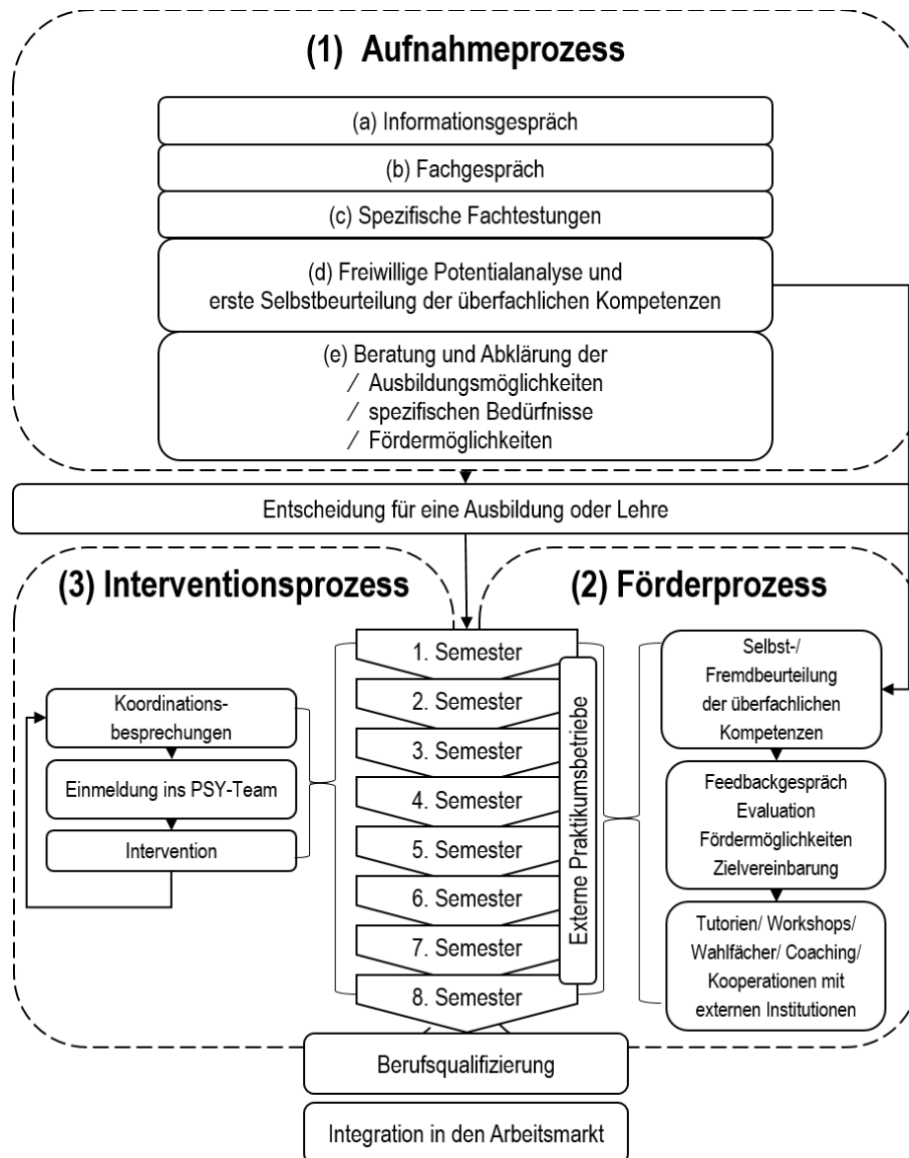 (1) Aufnahmeprozess
(a) Informationsgespräch
(b) Fachgespräch
(c) Spezifische Fachtestungen
(d) Freiwillige Potentialanalyse und
erste Selbstbeurteilung der überfachlichen Kompetenzen
(e) Beratung und Abklärung der
/ Ausbildungsmöglichkeiten
/ spezifischen Bedürfnisse
/ Fördermöglichkeiten
Entscheidung für eine Ausbildung oder Lehre
(3) Interventionsprozess
Koordinations-
besprechungen
Einmeldung ins PSY-Team
Intervention
1. Semester
2. Semester
3. Semester
4. Semester
5. Semester
6. Semester
7. Semester
8. Semester
Externe Praktikumsbetriebe
(2) Förderprozess
Selbst-/
Fremdbeurteilung
der überfachlichen
Kompetenzen
Feedbackgespräch
Evaluation
Fördermöglichkeiten
Zielvereinbarung
Tutorien/ Workshops/
Wahlfächer/ Coaching/
Kooperationen mit
externen Institutionen
Berufsqualifizierung
Integration in den Arbeitsmarkt